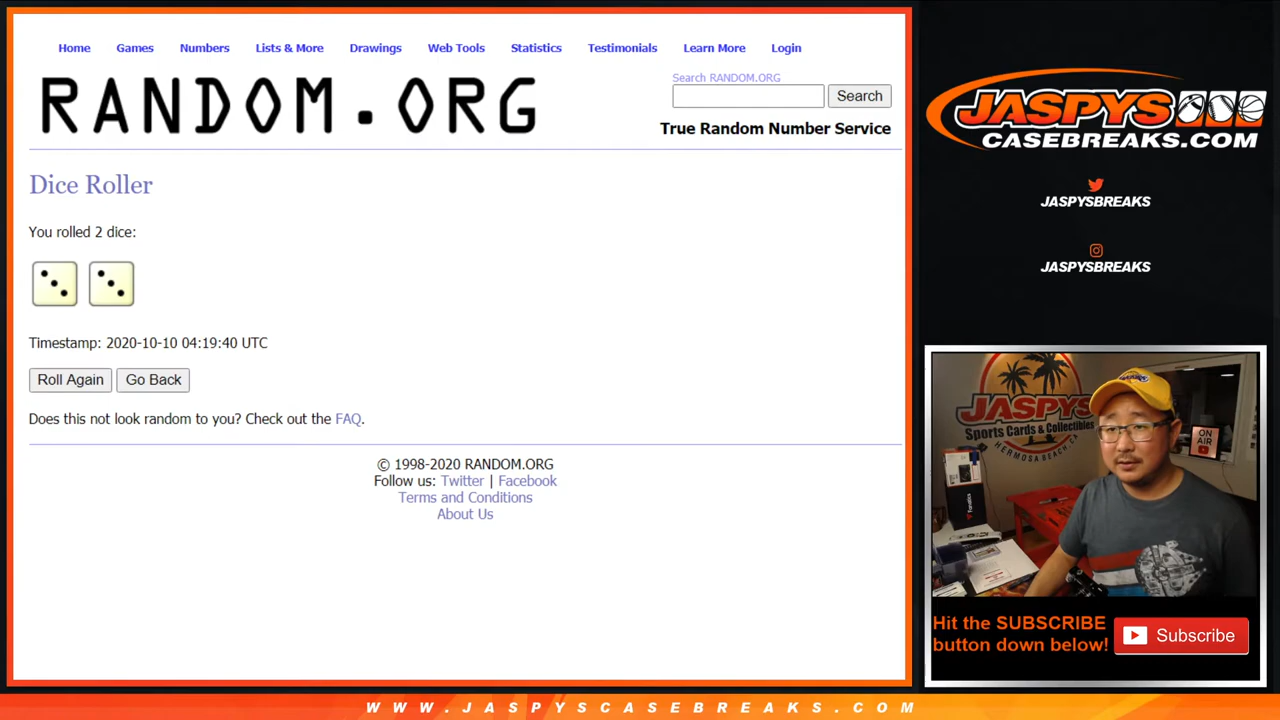 Home Games Numbers Lists & More Drawings Web Tools Statistics Testimonials Learn More Login
RANDOM.ORG
Search RANDOM.ORG
Search
True Random Number Service
Dice Roller
You rolled 2 dice:
Timestamp: 2020-10-10 04:19:40 UTC
Roll Again Go Back
Does this not look random to you? Check out the FAQ.
© 1998-2020 RANDOM.ORG
Follow us: Twitter | Facebook
Terms and Conditions
About Us
JASPYS
CASEBREAKS.COM
JASPYSBREAKS
JASPYSBREAKS
JASPYS
Sports Cards & Collectibles
HERMOSA BEACH, CA
ON
AIR
Fanatics
Hit the SUBSCRIBE
button down below!
Subscribe
WWW.JASPYSCASEBREAKS.COM